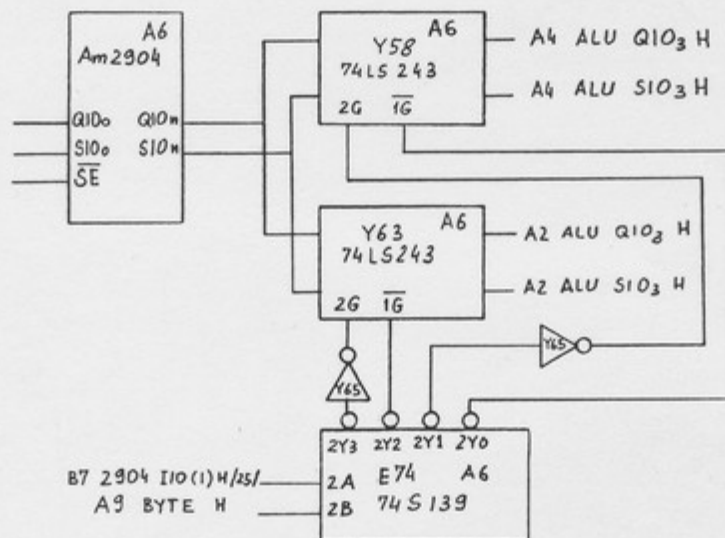 A6
Am2904
QIO₀ QIOn
SIO₀ SIOn
SE
A6
Y58
74LS 243
2G 1G
A4 ALU QIO₃ H
A4 ALU SIO₃ H
A6
Y63
74LS243
2G 1G
A2 ALU QIO₃ H
A2 ALU SIO₃ H
Y65
Y65
2Y3 2Y2 2Y1 2Y0
E74 A6
74S139
2A
2B
B7 2904 I10(1)H/25/
A9 BYTE H